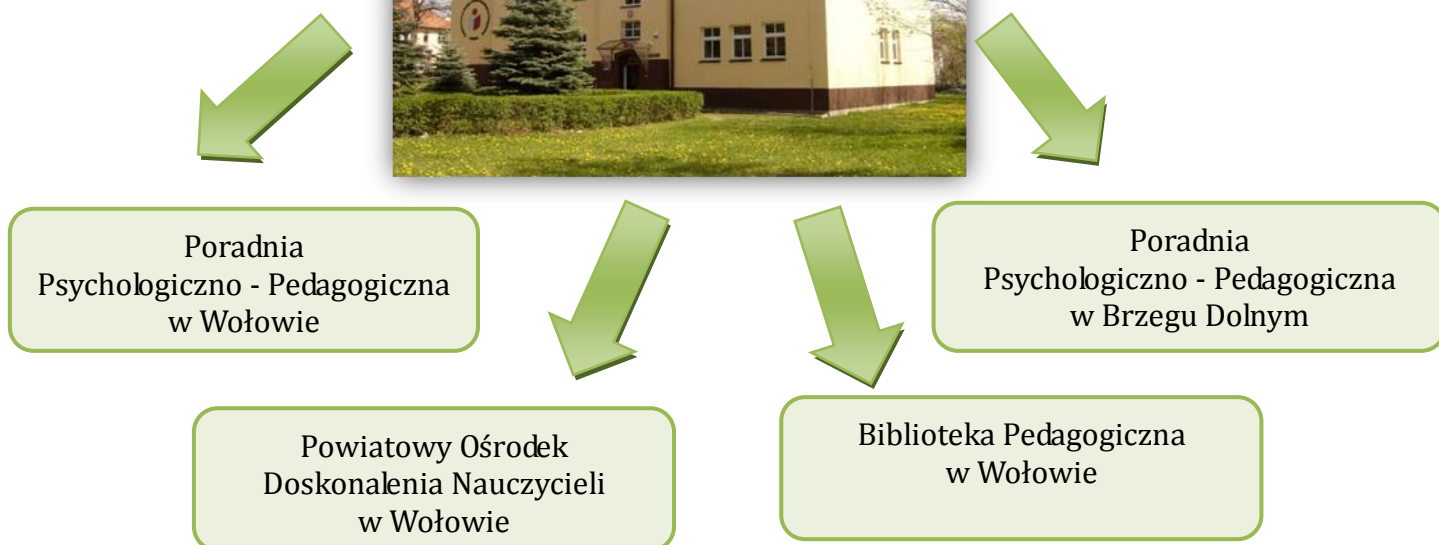 Poradnia
Psychologiczno - Pedagogiczna
w Wołowie
Poradnia
Psychologiczno - Pedagogiczna
w Brzegu Dolnym
Powiatowy Ośrodek
Doskonalenia Nauczycieli
w Wołowie
Biblioteka Pedagogiczna
w Wołowie